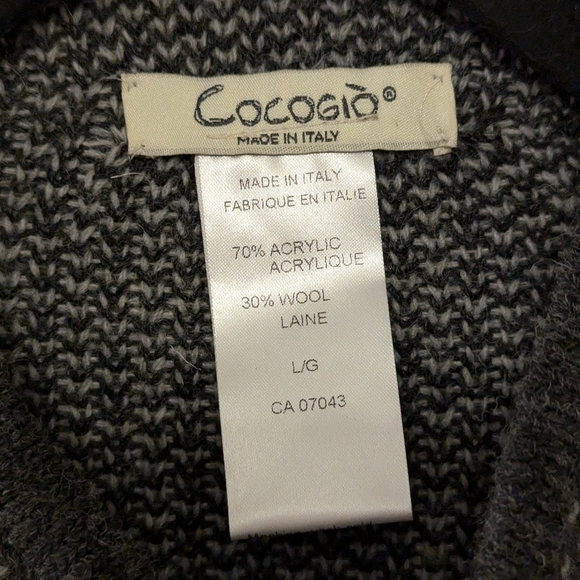 COCOGIÒ®
MADE IN ITALY
MADE IN ITALY
FABRIQUE EN ITALIE
70% ACRYLIC
ACRYLIQUE
30% WOOL
LAINE
L/G
CA 07043